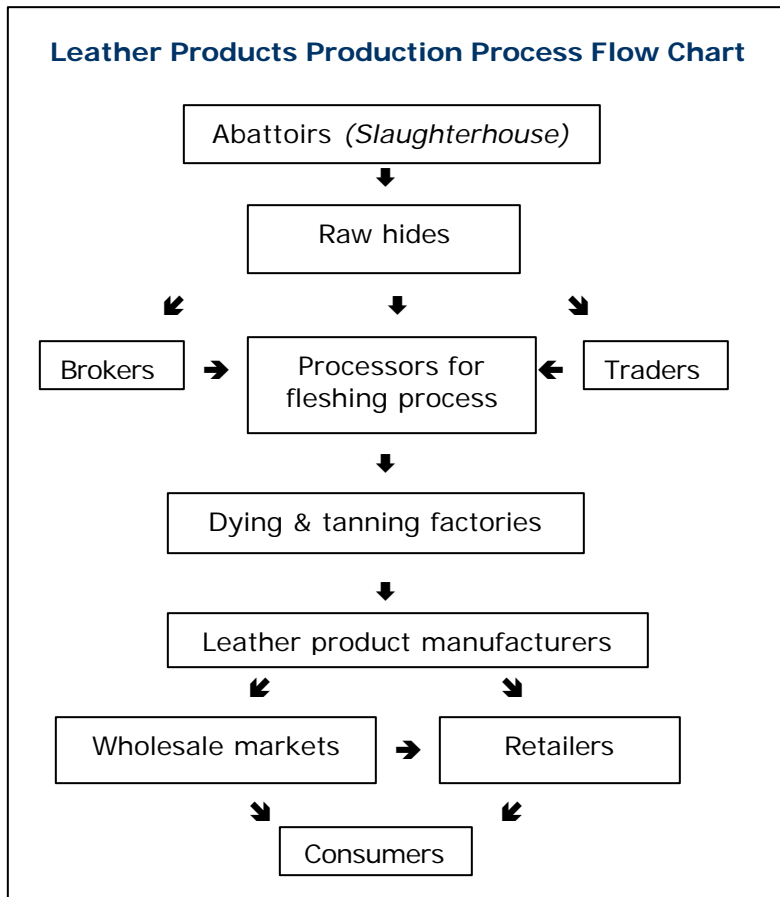 Leather Products Production Process Flow Chart
Abattoirs (Slaughterhouse)
Raw hides
Brokers
Processors for
fleshing process
Traders
Dying & tanning factories
Leather product manufacturers
Wholesale markets
Retailers
Consumers